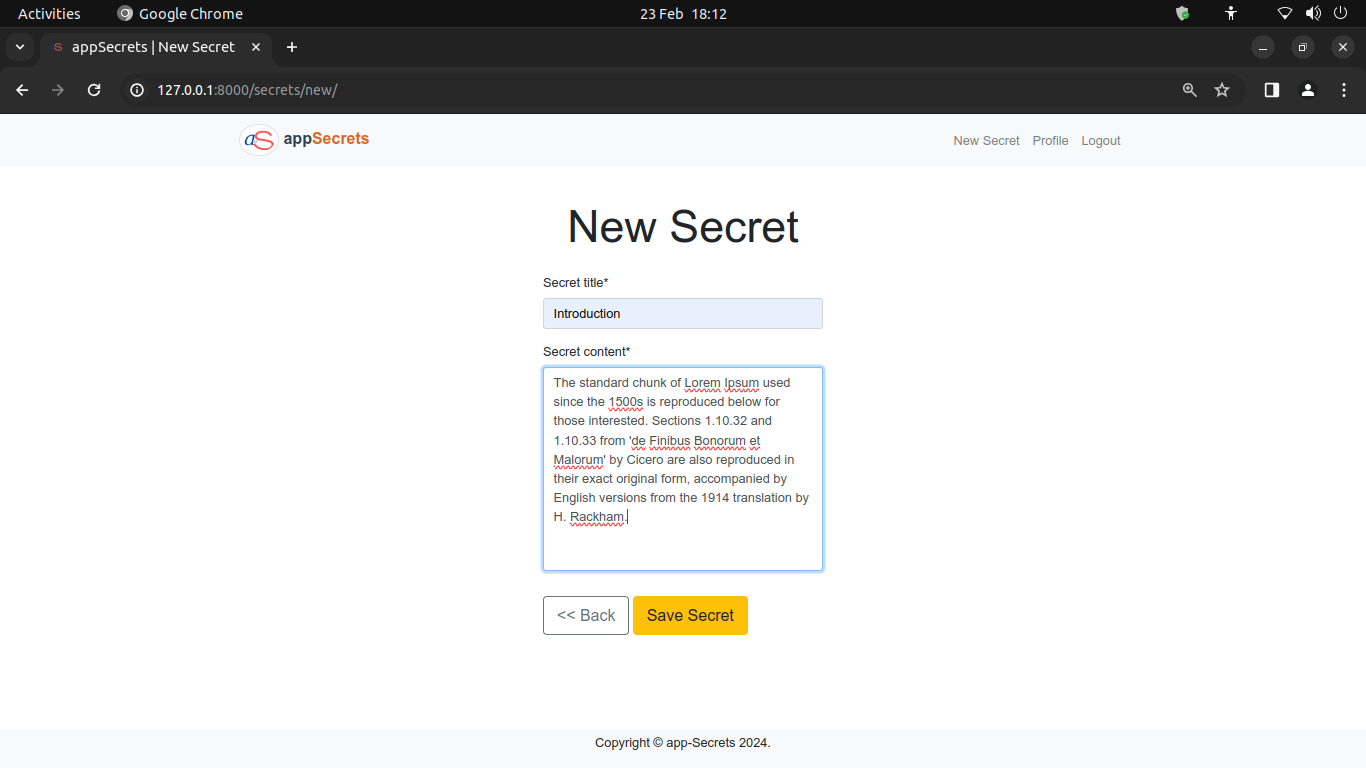 Activities Google Chrome 23 Feb 18:12
appSecrets | New Secret
127.0.0.1:8000/secrets/new/
aS appSecrets New Secret Profile Logout
New Secret
Secret title*
Introduction
Secret content*
The standard chunk of Lorem Ipsum used
since the 1500s is reproduced below for
those interested. Sections 1.10.32 and
1.10.33 from 'de Finibus Bonorum et
Malorum' by Cicero are also reproduced in
their exact original form, accompanied by
English versions from the 1914 translation by
H. Rackham.
<< Back Save Secret
Copyright © app-Secrets 2024.